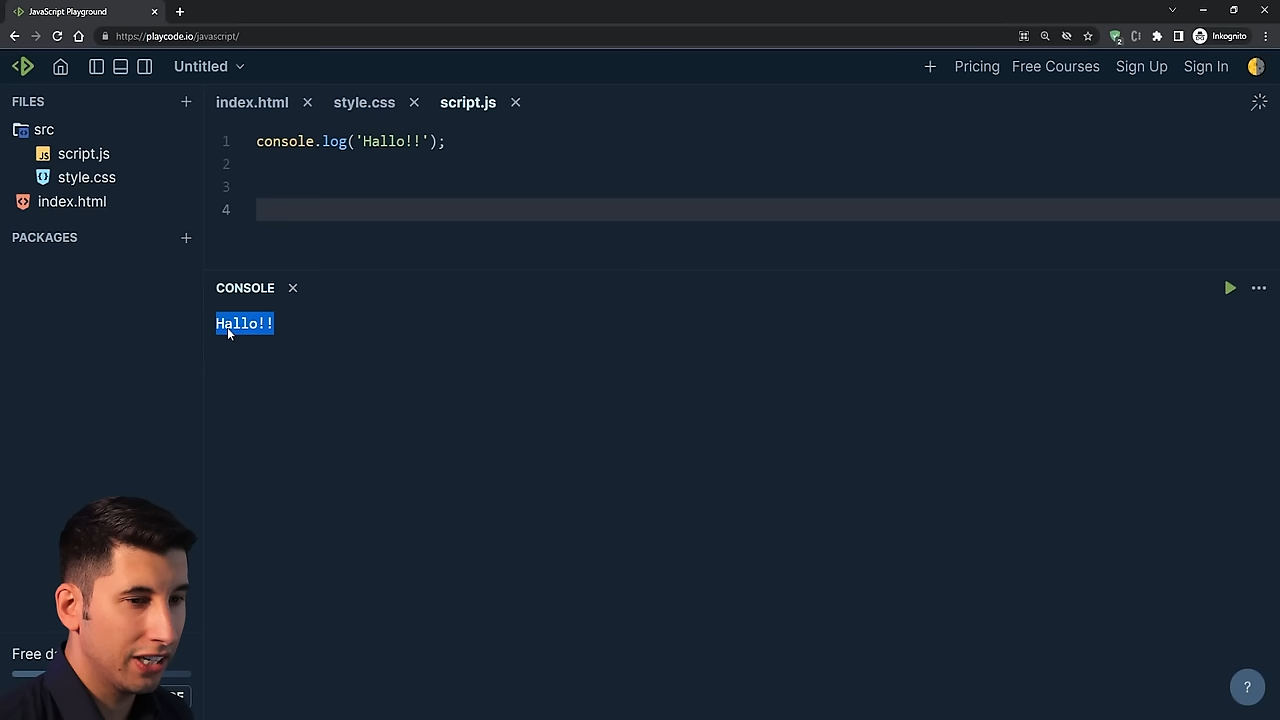 JavaScript Playground
https://playcode.io/javascript/
2
Inkognito
Untitled
Pricing
Free Courses
Sign Up
Sign In
FILES
src
script.js
style.css
index.html
PACKAGES
index.html
style.css
script.js
1 console.log('Hallo!!');
2
3
4
CONSOLE
Hallo!!
JS
Free
?